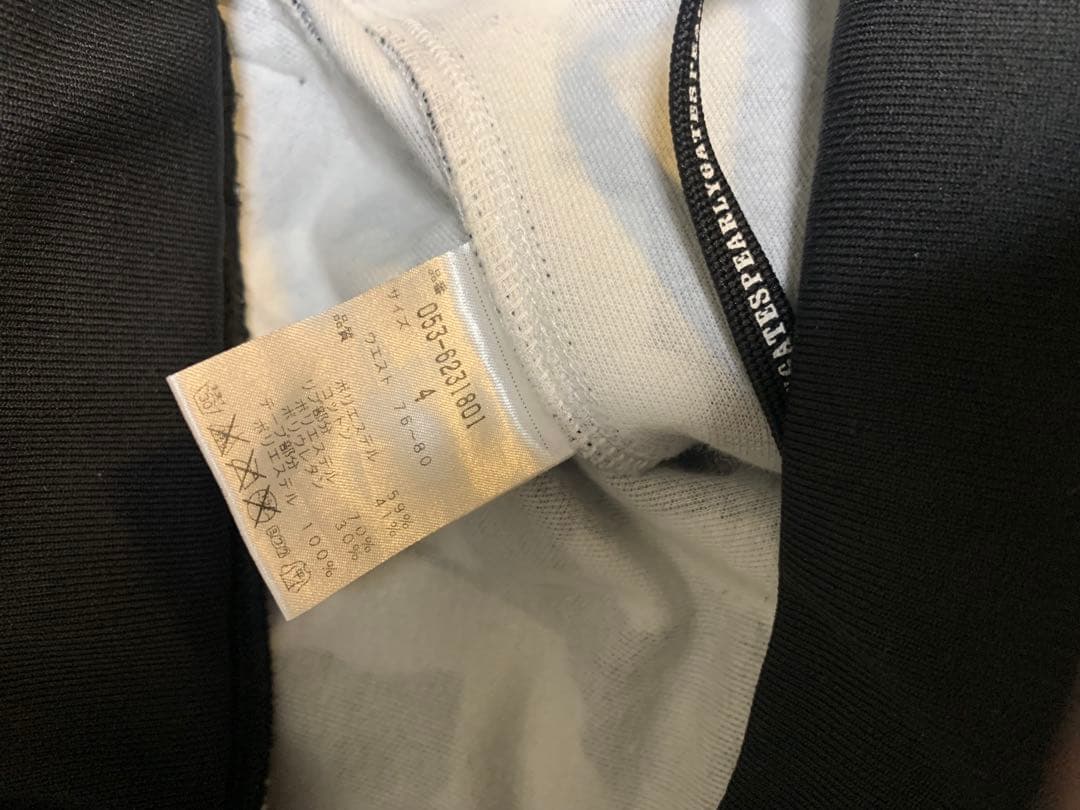 品番 053-6231801
サイズ 4
ウエスト 76~80
品質
ポリエステル 59%
コットン 41%
リブ部分
ポリエステル 70%
ポリウレタン 30%
テープ部分
ポリエステル 100%
GATESPEARLYGATESPE